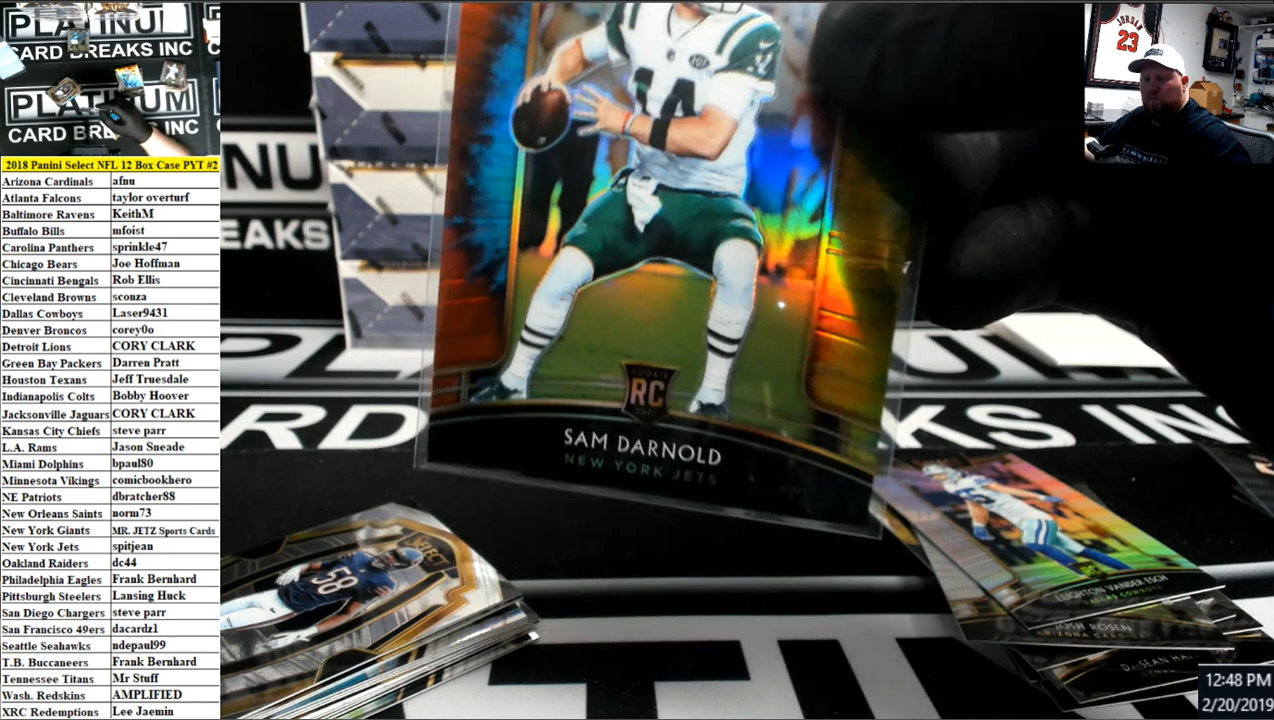 PLATINUM
CARD BREAKS INC
PLATINUM
CARD BREAKS INC
2018 Panini Select NFL 12 Box Case PYT #2
Arizona Cardinals afnu
Atlanta Falcons taylor overturf
Baltimore Ravens KeithM
Buffalo Bills mfoist
Carolina Panthers sprinkle47
Chicago Bears Joe Hoffman
Cincinnati Bengals Rob Ellis
Cleveland Browns sconza
Dallas Cowboys Laser9431
Denver Broncos corey0o
Detroit Lions CORY CLARK
Green Bay Packers Darren Pratt
Houston Texans Jeff Truesdale
Indianapolis Colts Bobby Hoover
Jacksonville Jaguars CORY CLARK
Kansas City Chiefs steve parr
L.A. Rams Jason Sneade
Miami Dolphins bpaul80
Minnesota Vikings comicbookhero
NE Patriots dbratcher88
New Orleans Saints norm73
New York Giants MR. JETZ Sports Cards
New York Jets spitjean
Oakland Raiders dc44
Philadelphia Eagles Frank Bernhard
Pittsburgh Steelers Lansing Huck
San Diego Chargers steve parr
San Francisco 49ers dacardz1
Seattle Seahawks ndepaul99
T.B. Buccaneers Frank Bernhard
Tennessee Titans Mr Stuff
Wash. Redskins AMPLIFIED
XRC Redemptions Lee Jaemin
NU
EAKS
14
RC
SAM DARNOLD
NEW YORK JETS
RD
KS IN
58
SELECT
LEIGHTON VANDER ESCH
DALLAS COWBOYS
JOSH ROSEN
ARIZONA
JORDAN
23
12:48 PM
2/20/2019